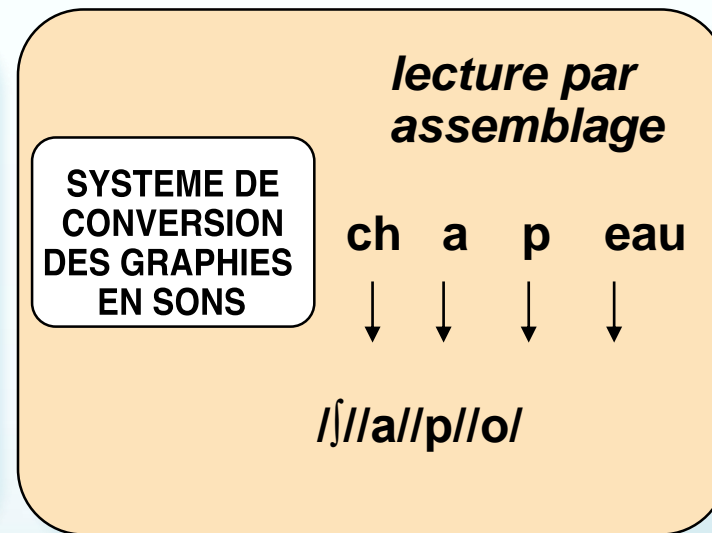 lecture par
assemblage
SYSTEME DE
CONVERSION
DES GRAPHIES
EN SONS
ch a p eau
/∫//a//p//o/